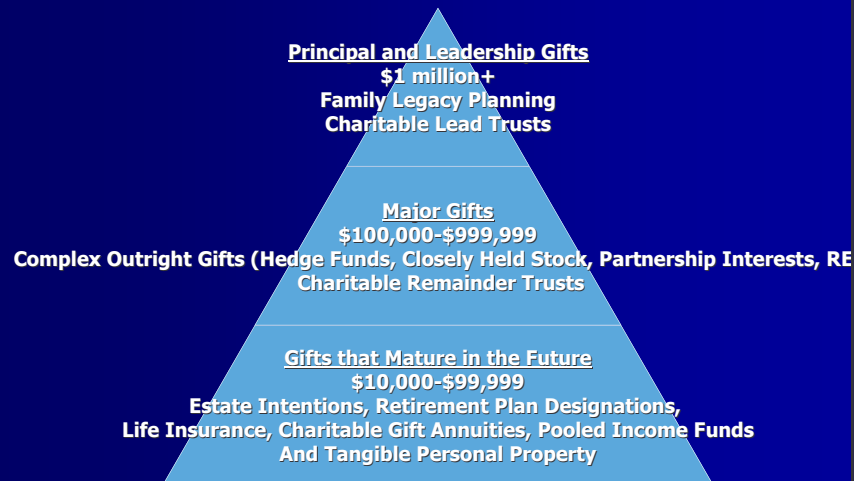 Principal and Leadership Gifts
$1 million+
Family Legacy Planning
Charitable Lead Trusts
Major Gifts
$100,000-$999,999
Complex Outright Gifts (Hedge Funds, Closely Held Stock, Partnership Interests, RE
Charitable Remainder Trusts
Gifts that Mature in the Future
$10,000-$99,999
Estate Intentions, Retirement Plan Designations,
Life Insurance, Charitable Gift Annuities, Pooled Income Funds
And Tangible Personal Property